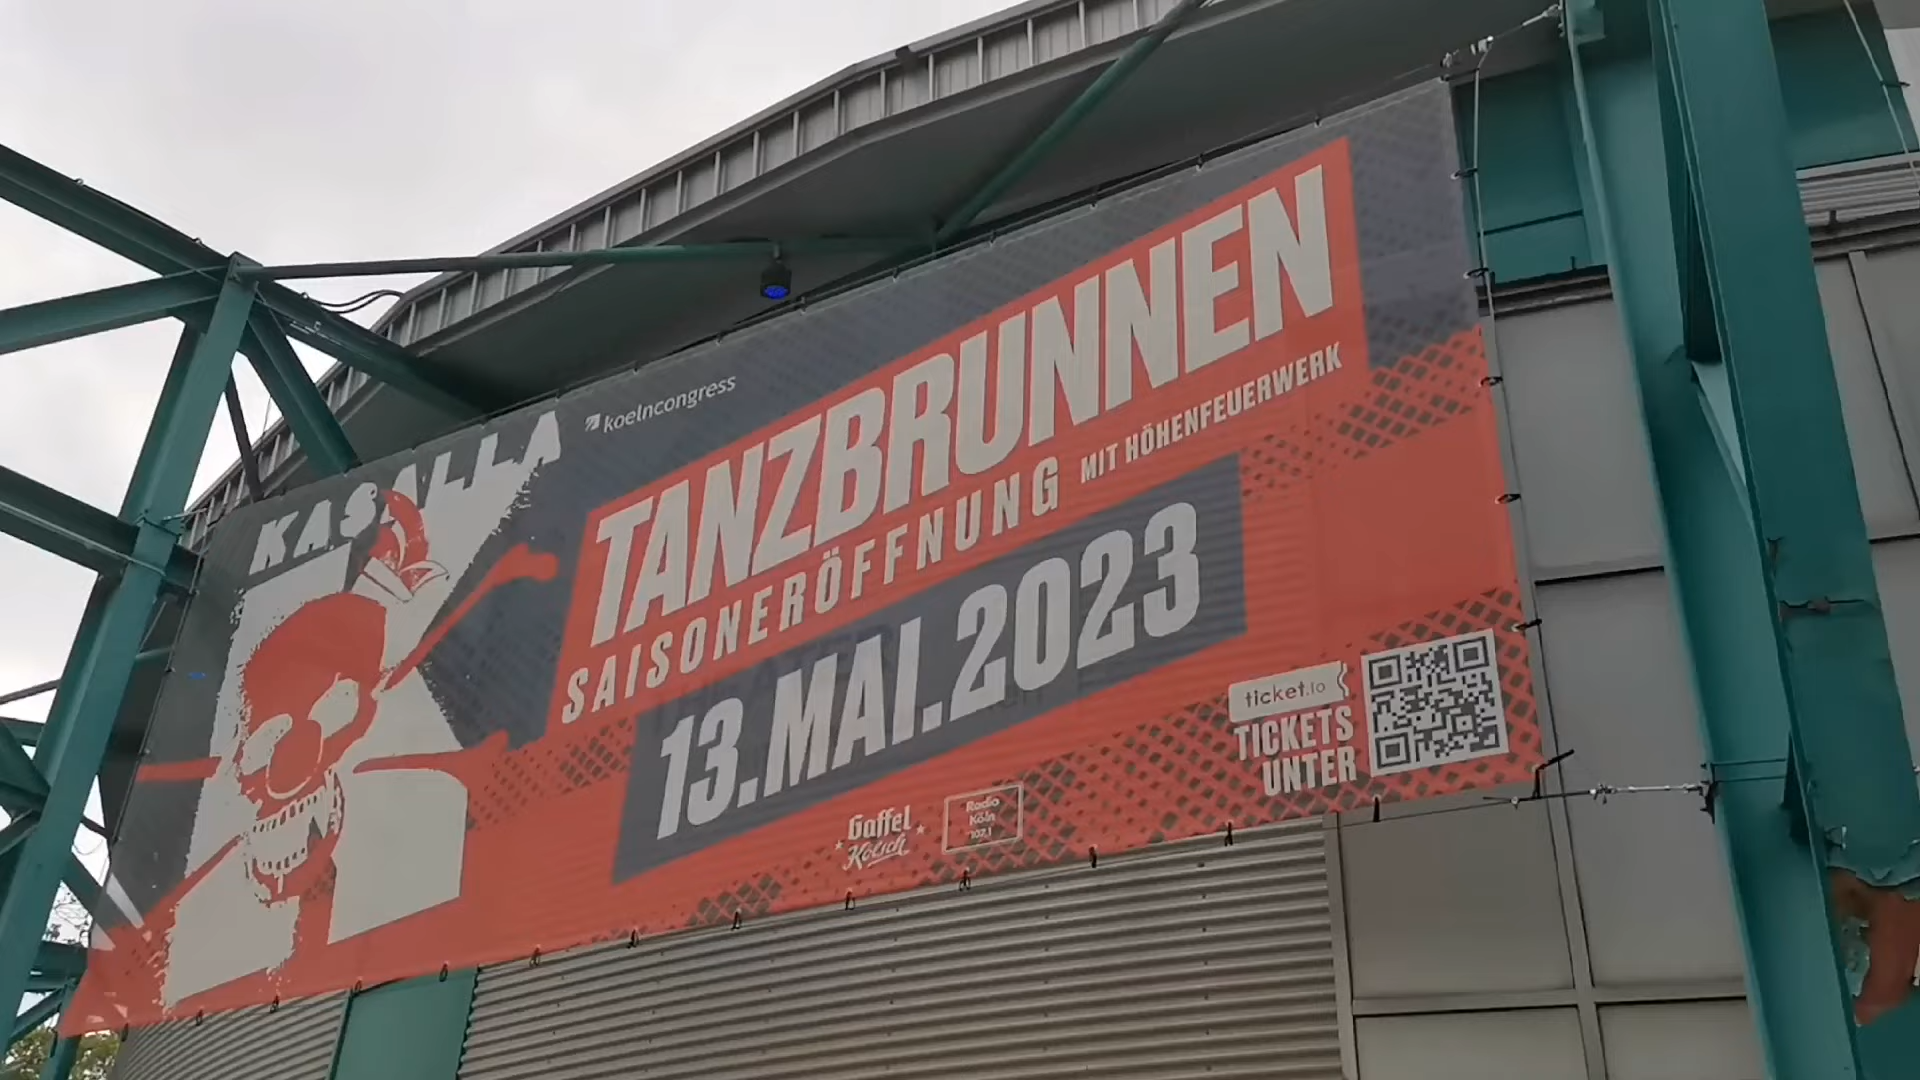 KASALLA
koelncongress
TANZBRUNNEN
SAISONERÖFFNUNG MIT HÖHENFEUERWERK
13.MAI.2023
Gaffel
Kölsch
Radio
Köln
107,1
ticket.io
TICKETS
UNTER